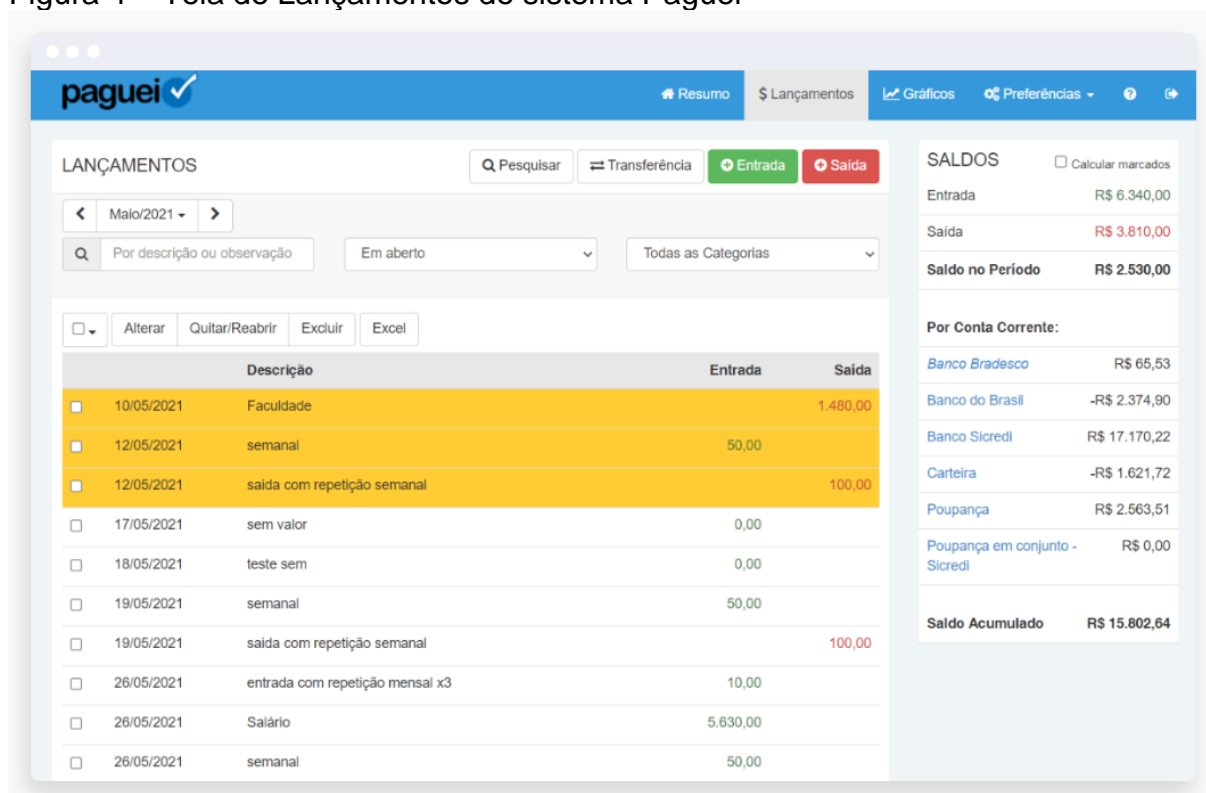 Figura 4 – Tela de Lançamentos do sistema Paguei
paguei
Resumo $ Lançamentos Gráficos Preferências
LANÇAMENTOS Pesquisar Transferência Entrada Saída
Maio/2021
Por descrição ou observação Em aberto Todas as Categorias
Alterar Quitar/Reabrir Excluir Excel
Descrição Entrada Saída
10/05/2021 Faculdade 1.480,00
12/05/2021 semanal 50,00
12/05/2021 saida com repetição semanal 100,00
17/05/2021 sem valor 0,00
18/05/2021 teste sem 0,00
19/05/2021 semanal 50,00
19/05/2021 saida com repetição semanal 100,00
26/05/2021 entrada com repetição mensal x3 10,00
26/05/2021 Salário 5.630,00
26/05/2021 semanal 50,00
SALDOS Calcular marcados
Entrada R$ 6.340,00
Saída R$ 3.810,00
Saldo no Período R$ 2.530,00
Por Conta Corrente:
Banco Bradesco R$ 65,53
Banco do Brasil -R$ 2.374,90
Banco Sicredi R$ 17.170,22
Carteira -R$ 1.621,72
Poupança R$ 2.563,51
Poupança em conjunto - R$ 0,00
Sicredi
Saldo Acumulado R$ 15.802,64